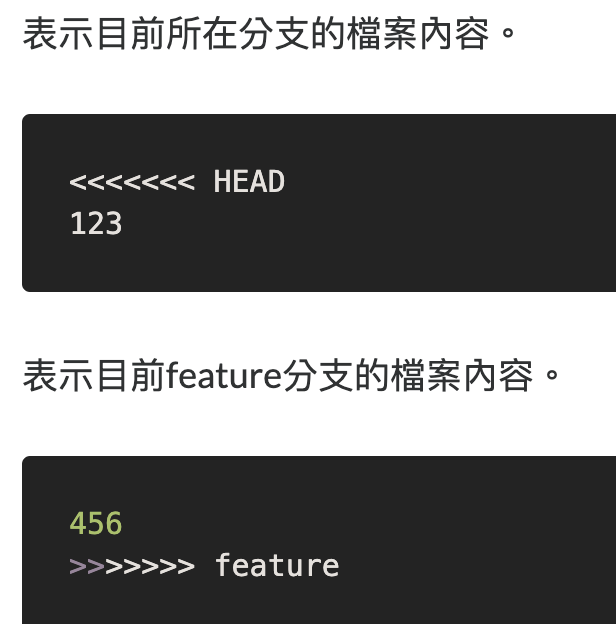 表示目前所在分支的檔案內容。
<<<<<<< HEAD
123
表示目前feature分支的檔案內容。
456
>>>>>>> feature